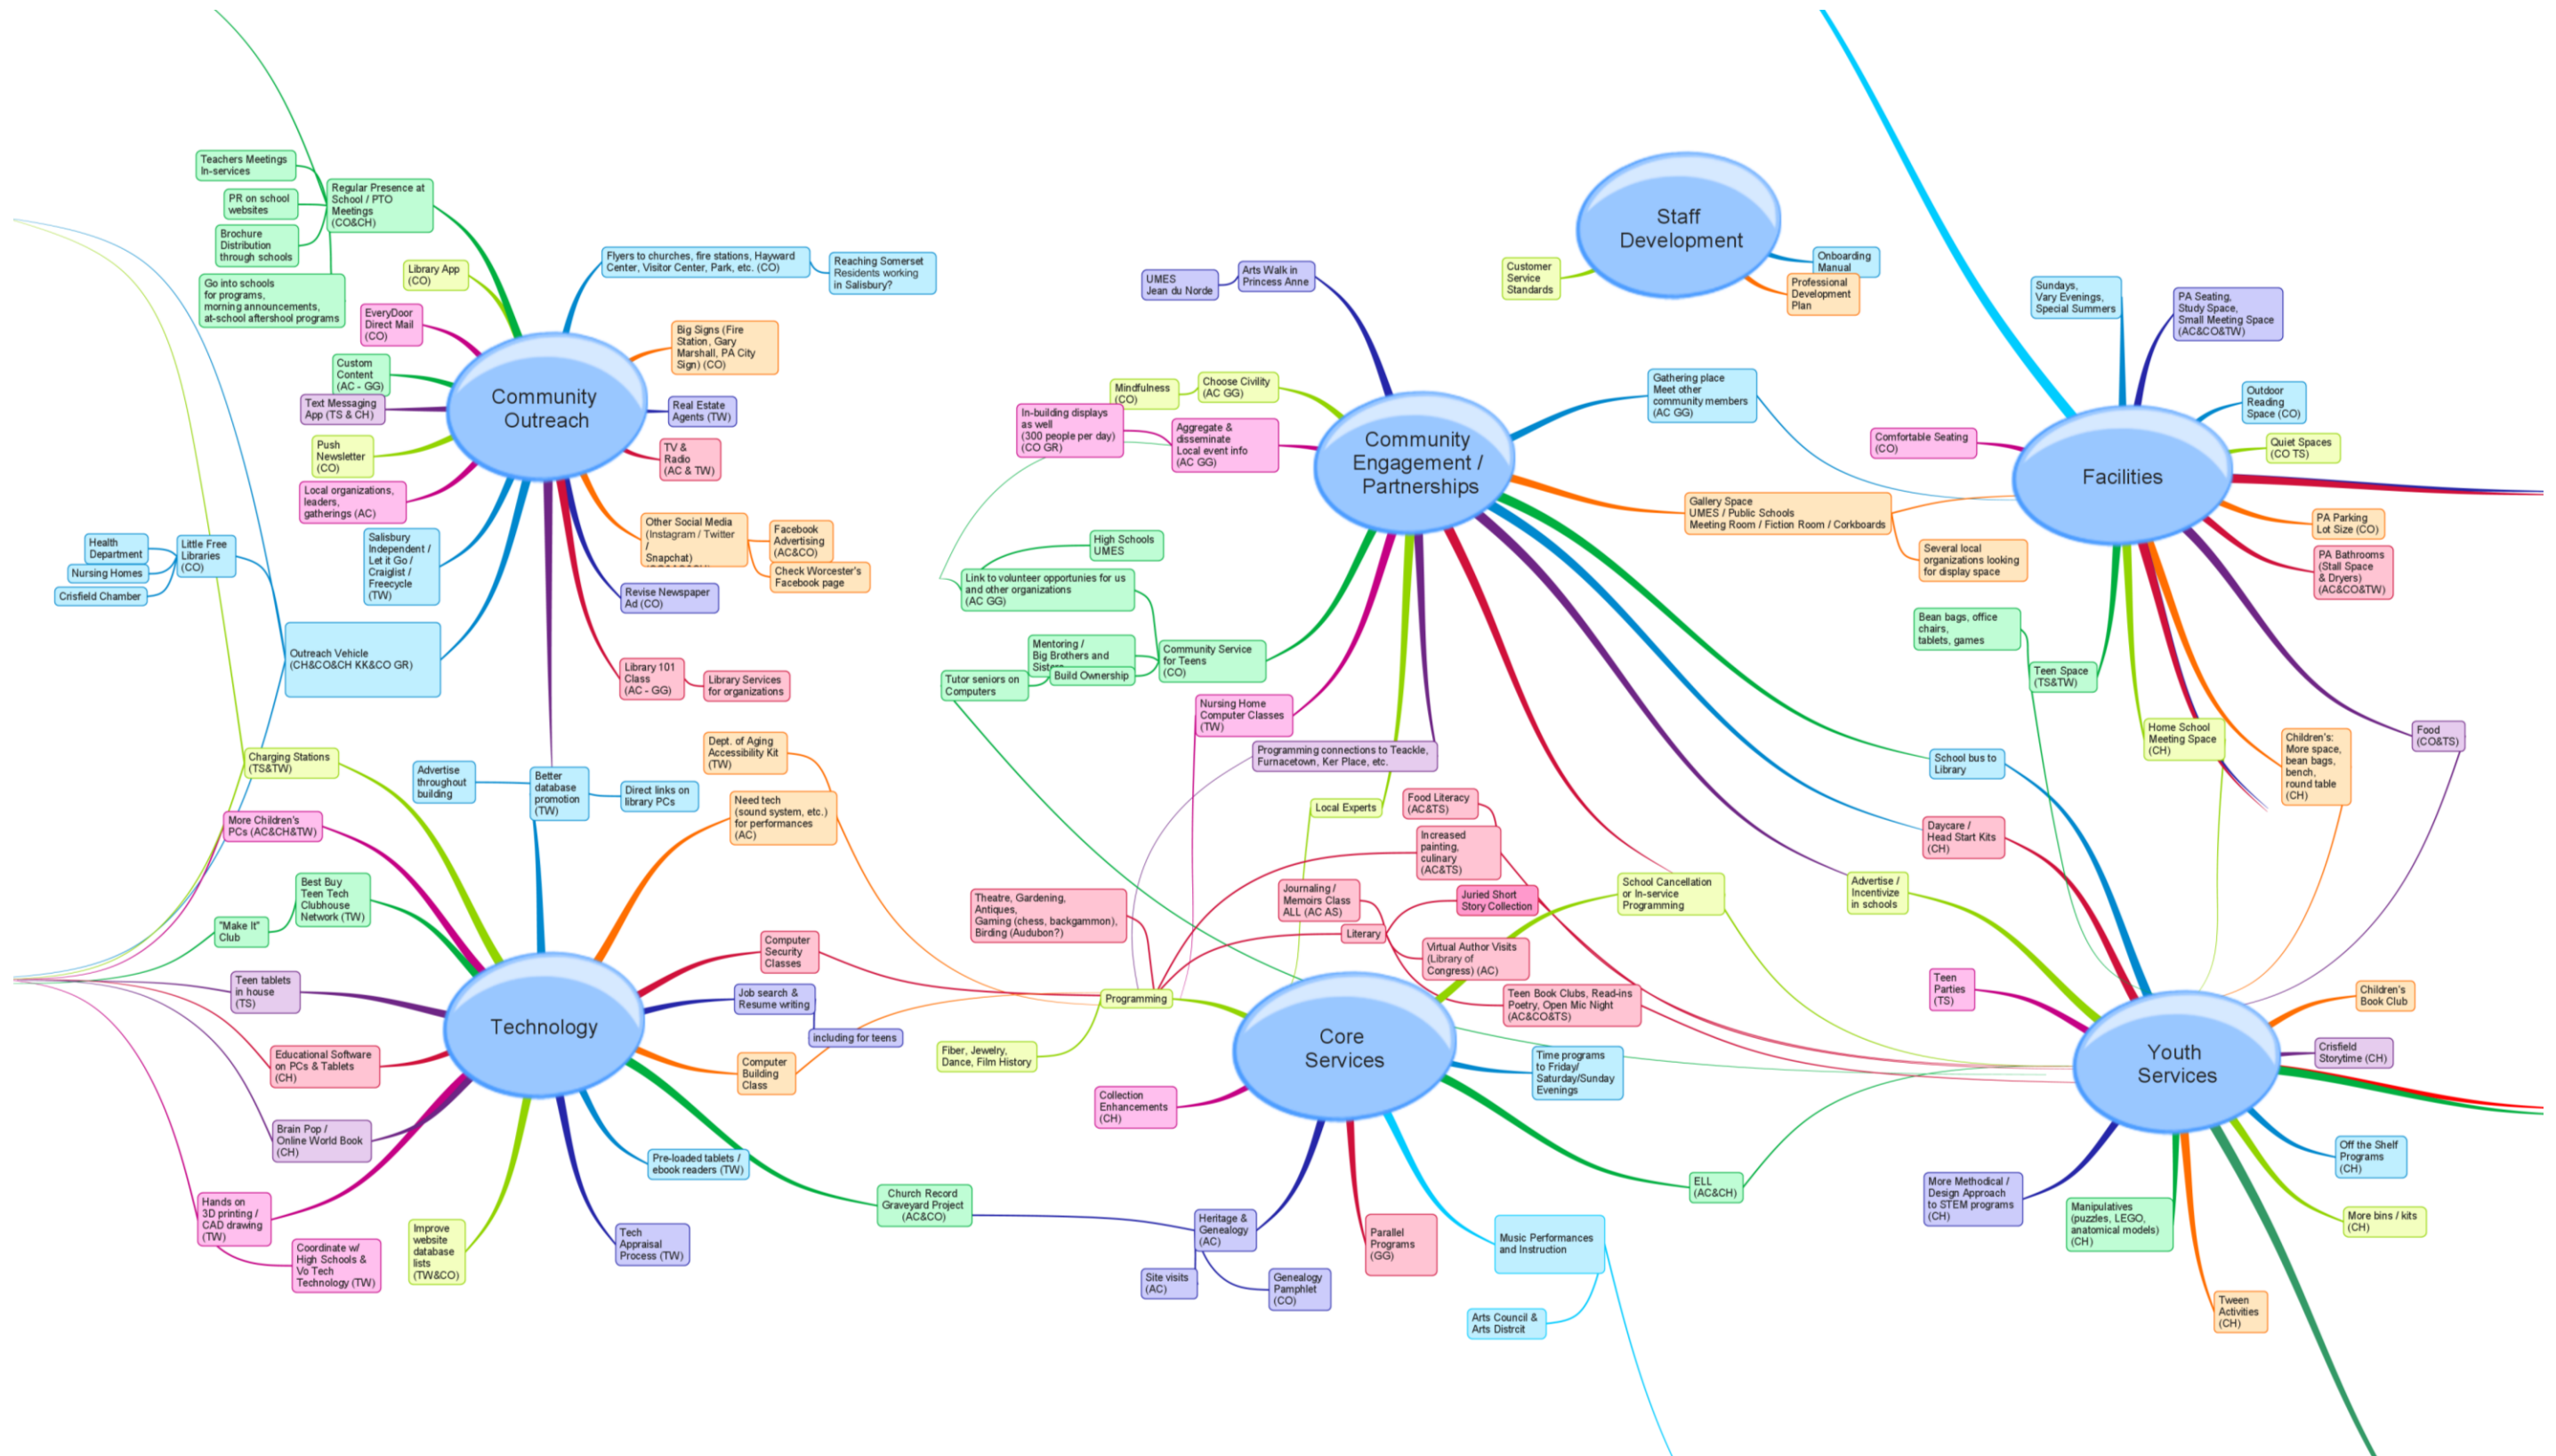 Teachers Meetings
In-services
PR on school
websites
Brochure
Distribution
through schools
Go into schools
for programs,
morning announcements,
at-school aftershool programs
Regular Presence at
School / PTO
Meetings
(CO&CH)
Library App
(CO)
EveryDoor
Direct Mail
(CO)
Custom
Content
(AC - GG)
Text Messaging
App (TS & CH)
Push
Newsletter
(CO)
Local organizations,
leaders,
gatherings (AC)
Salisbury
Independent /
Let it Go /
Craiglist /
Freecycle
(TW)
Health
Department
Nursing Homes
Crisfield Chamber
Little Free
Libraries
(CO)
Outreach Vehicle
(CH&CO&CH KK&CO GR)
Community
Outreach
Flyers to churches, fire stations, Hayward
Center, Visitor Center, Park, etc. (CO)
Reaching Somerset
Residents working
in Salisbury?
Big Signs (Fire
Station, Gary
Marshall, PA City
Sign) (CO)
Real Estate
Agents (TW)
TV &
Radio
(AC & TW)
Other Social Media
(Instagram / Twitter
/
Snapchat)
Facebook
Advertising
(AC&CO)
Check Worcester's
Facebook page
Revise Newspaper
Ad (CO)
Library 101
Class
(AC - GG)
Library Services
for organizations
Advertise
throughout
building
Better
database
promotion
(TW)
Direct links on
library PCs
Charging Stations
(TS&TW)
More Children's
PCs (AC&CH&TW)
Best Buy
Teen Tech
Clubhouse
Network (TW)
"Make It"
Club
Teen tablets
in house
(TS)
Educational Software
on PCs & Tablets
(CH)
Brain Pop /
Online World Book
(CH)
Hands on
3D printing /
CAD drawing
(TW)
Coordinate w/
High Schools &
Vo Tech
Technology (TW)
Improve
website
database
lists
(TW&CO)
Technology
Dept. of Aging
Accessibility Kit
(TW)
Need tech
(sound system, etc.)
for performances
(AC)
Computer
Security
Classes
Job search &
Resume writing
including for teens
Computer
Building
Class
Pre-loaded tablets /
ebook readers (TW)
Tech
Appraisal
Process (TW)
Church Record
Graveyard Project
(AC&CO)
UMES
Jean du Norde
Arts Walk in
Princess Anne
Mindfulness
(CO)
Choose Civility
(AC GG)
In-building displays
as well
(300 people per day)
(CO GR)
Aggregate &
disseminate
Local event info
(AC GG)
High Schools
UMES
Link to volunteer opportunies for us
and other organizations
(AC GG)
Mentoring /
Big Brothers and
Sisters
Build Ownership
Tutor seniors on
Computers
Community Service
for Teens
(CO)
Nursing Home
Computer Classes
(TW)
Programming connections to Teackle,
Furnacetown, Ker Place, etc.
Local Experts
Community
Engagement /
Partnerships
Gathering place
Meet other
community members
(AC GG)
Gallery Space
UMES / Public Schools
Meeting Room / Fiction Room / Corkboards
Several local
organizations looking
for display space
Staff
Development
Customer
Service
Standards
Onboarding
Manual
Professional
Development
Plan
Food Literacy
(AC&TS)
Increased
painting,
culinary
(AC&TS)
Theatre, Gardening,
Antiques,
Gaming (chess, backgammon),
Birding (Audubon?)
Journaling /
Memoirs Class
ALL (AC AS)
Juried Short
Story Collection
Literary
Virtual Author Visits
(Library of
Congress) (AC)
Teen Book Clubs, Read-ins
Poetry, Open Mic Night
(AC&CO&TS)
School Cancellation
or In-service
Programming
Programming
Fiber, Jewelry,
Dance, Film History
Collection
Enhancements
(CH)
Core
Services
Time programs
to Friday/
Saturday/Sunday
Evenings
ELL
(AC&CH)
Heritage &
Genealogy
(AC)
Site visits
(AC)
Genealogy
Pamphlet
(CO)
Parallel
Programs
(GG)
Music Performances
and Instruction
Arts Council &
Arts Distrcit
Sundays,
Vary Evenings,
Special Summers
PA Seating,
Study Space,
Small Meeting Space
(AC&CO&TW)
Outdoor
Reading
Space (CO)
Comfortable Seating
(CO)
Quiet Spaces
(CO TS)
Facilities
PA Parking
Lot Size (CO)
PA Bathrooms
(Stall Space
& Dryers)
(AC&CO&TW)
Bean bags, office
chairs,
tablets, games
Teen Space
(TS&TW)
Home School
Meeting Space
(CH)
Children's:
More space,
bean bags,
bench,
round table
(CH)
Food
(CO&TS)
School bus to
Library
Daycare /
Head Start Kits
(CH)
Advertise /
Incentivize
in schools
Teen
Parties
(TS)
Youth
Services
Children's
Book Club
Crisfield
Storytime (CH)
Off the Shelf
Programs
(CH)
More bins / kits
(CH)
More Methodical /
Design Approach
to STEM programs
(CH)
Manipulatives
(puzzles, LEGO,
anatomical models)
(CH)
Tween
Activities
(CH)